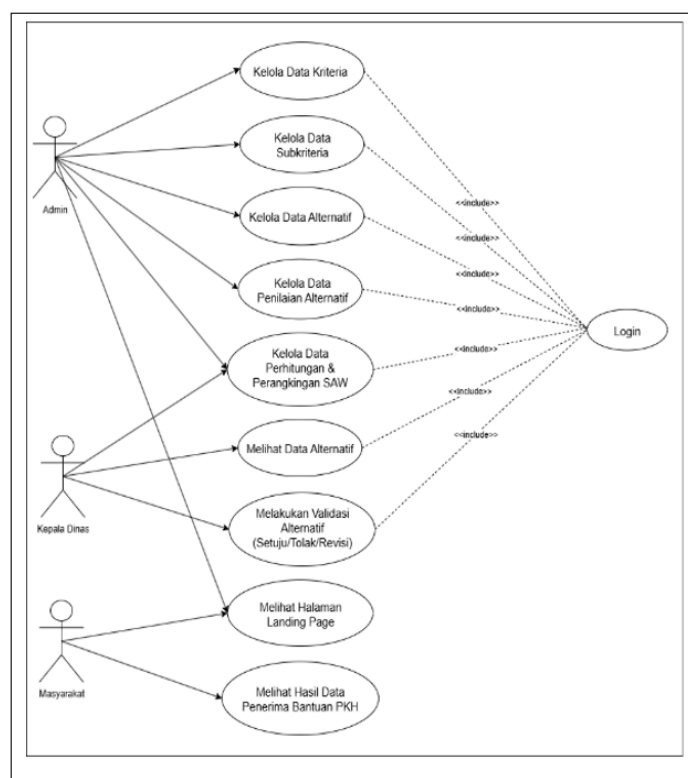 Kelola Data Kriteria
Kelola Data
Subkriteria
Admin
<<include>>
Kelola Data Alternatif
<<include>>
<<include>>
Kelola Data
Penilaian Alternatif
<<include>>
Login
Kelola Data
Perhitungan &
Perangkingan SAW
<<include>>
<<include>>
Melihat Data Alternatif
<<include>>
Kepala Dinas
Melakukan Validasi
Alternatif
(Setuju/Tolak/Revisi)
Melihat Halaman
Landing Page
Masyarakat
Melihat Hasil Data
Penerima Bantuan PKH